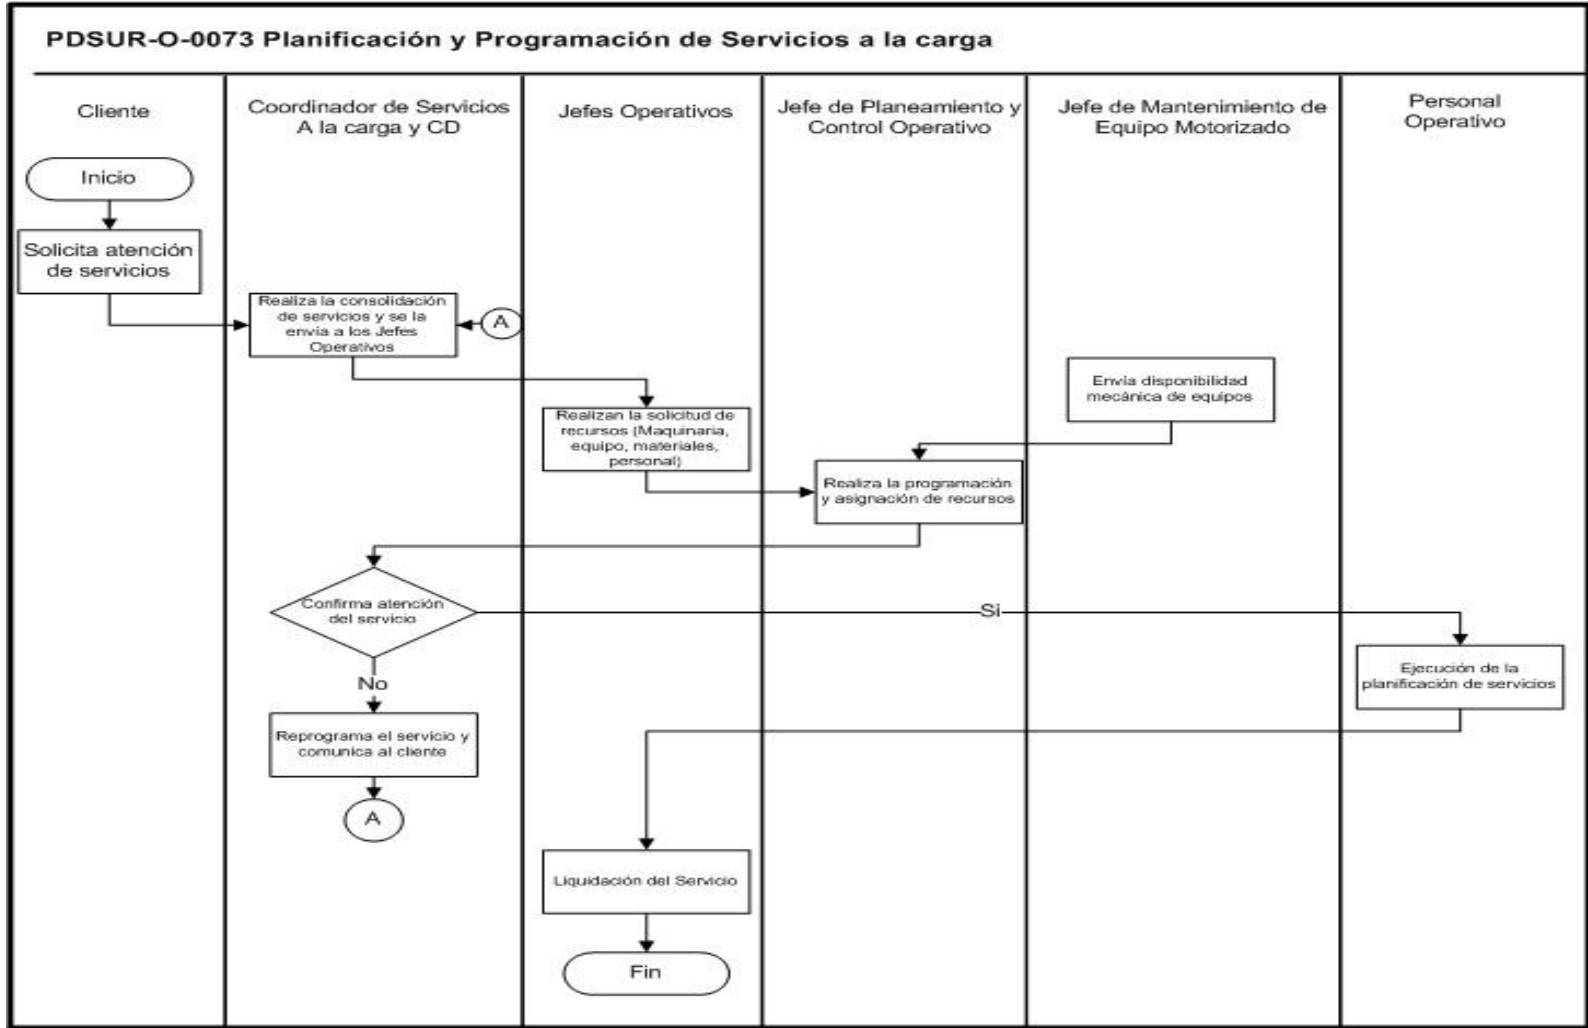 PDSUR-O-0073 Planificación y Programación de Servicios a la carga
Cliente
Coordinador de Servicios
A la carga y CD
Jefes Operativos
Jefe de Planeamiento y
Control Operativo
Jefe de Mantenimiento de
Equipo Motorizado
Personal
Operativo
Inicio
Solicita atención
de servicios
Realiza la consolidación
de servicios y se la
envia a los Jefes
Operativos
A
Envia disponibilidad
mecánica de equipos
Realizan la solicitud de
recursos (Maquinaria,
equipo, materiales,
personal)
Realiza la programación
y asignación de recursos
Confirma atención
del servicio
Si
Ejecución de la
planificación de servicios
No
Reprograma el servicio y
comunica al cliente
A
Liquidación del Servicio
Fin